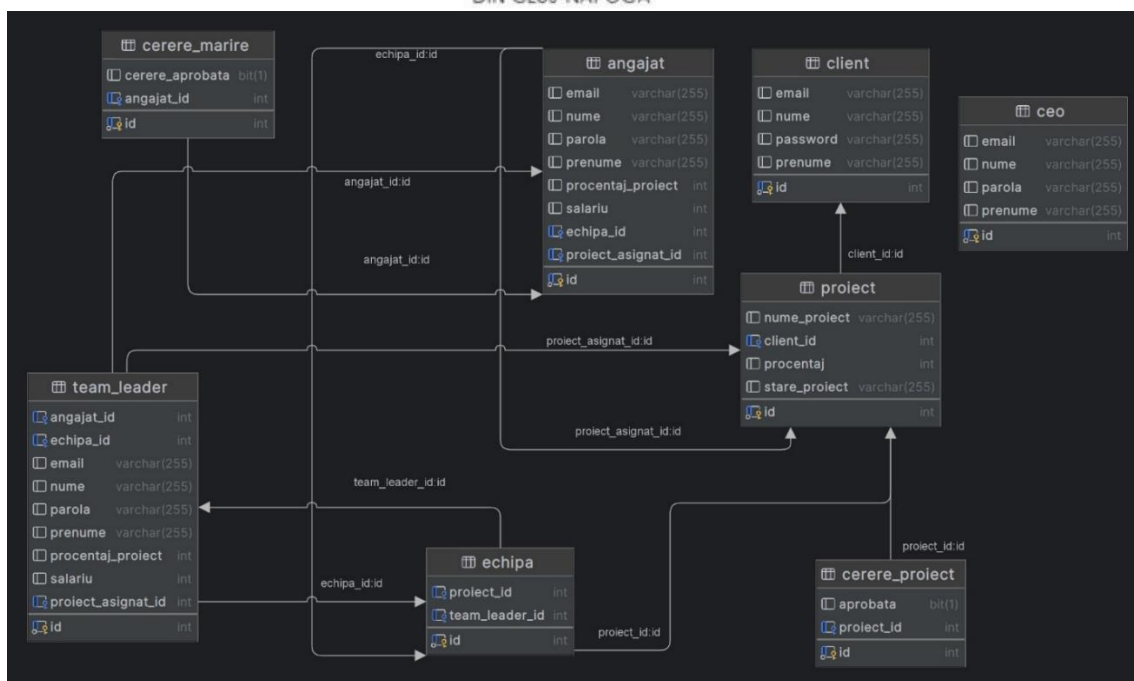 DIN CLUJ-NAPOCA
cerere_marire
cerere_aprobata bit(1)
angajat_id int
id int
echipa_id:id
angajat
email varchar(255)
nume varchar(255)
parola varchar(255)
prenume varchar(255)
procentaj_proiect int
salariu int
echipa_id int
proiect_asignat_id int
id int
client
email varchar(255)
nume varchar(255)
password varchar(255)
prenume varchar(255)
id int
ceo
email varchar(255)
nume varchar(255)
parola varchar(255)
prenume varchar(255)
id int
angajat_id:id
angajat_id:id
client_id:id
proiect
nume_proiect varchar(255)
client_id int
procentaj int
stare_proiect varchar(255)
id int
proiect_asignat_id:id
team_leader
angajat_id int
echipa_id int
email varchar(255)
nume varchar(255)
parola varchar(255)
prenume varchar(255)
procentaj_proiect int
salariu int
proiect_asignat_id int
id int
proiect_asignat_id:id
team_leader_id:id
echipa
proiect_id int
team_leader_id int
id int
echipa_id:id
proiect_id:id
proiect_id:id
cerere_proiect
aprobata bit(1)
proiect_id int
id int